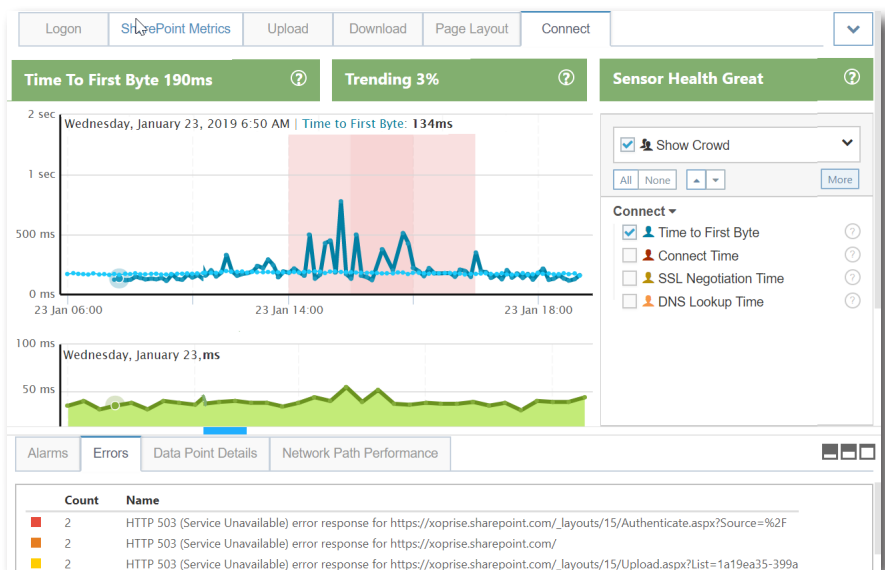 Logon SharePoint Metrics Upload Download Page Layout Connect
Time To First Byte 190ms
Trending 3%
Sensor Health Great
2 sec
Wednesday, January 23, 2019 6:50 AM | Time to First Byte: 134ms
1 sec
500 ms
0 ms
23 Jan 06:00 23 Jan 14:00 23 Jan 18:00
Show Crowd
All None More
Connect
Time to First Byte
Connect Time
SSL Negotiation Time
DNS Lookup Time
100 ms
Wednesday, January 23,ms
50 ms
Alarms Errors Data Point Details Network Path Performance
Count Name
2 HTTP 503 (Service Unavailable) error response for https://xoprise.sharepoint.com/_layouts/15/Authenticate.aspx?Source=%2F
2 HTTP 503 (Service Unavailable) error response for https://xoprise.sharepoint.com/
2 HTTP 503 (Service Unavailable) error response for https://xoprise.sharepoint.com/_layouts/15/Upload.aspx?List=1a19ea35-399a